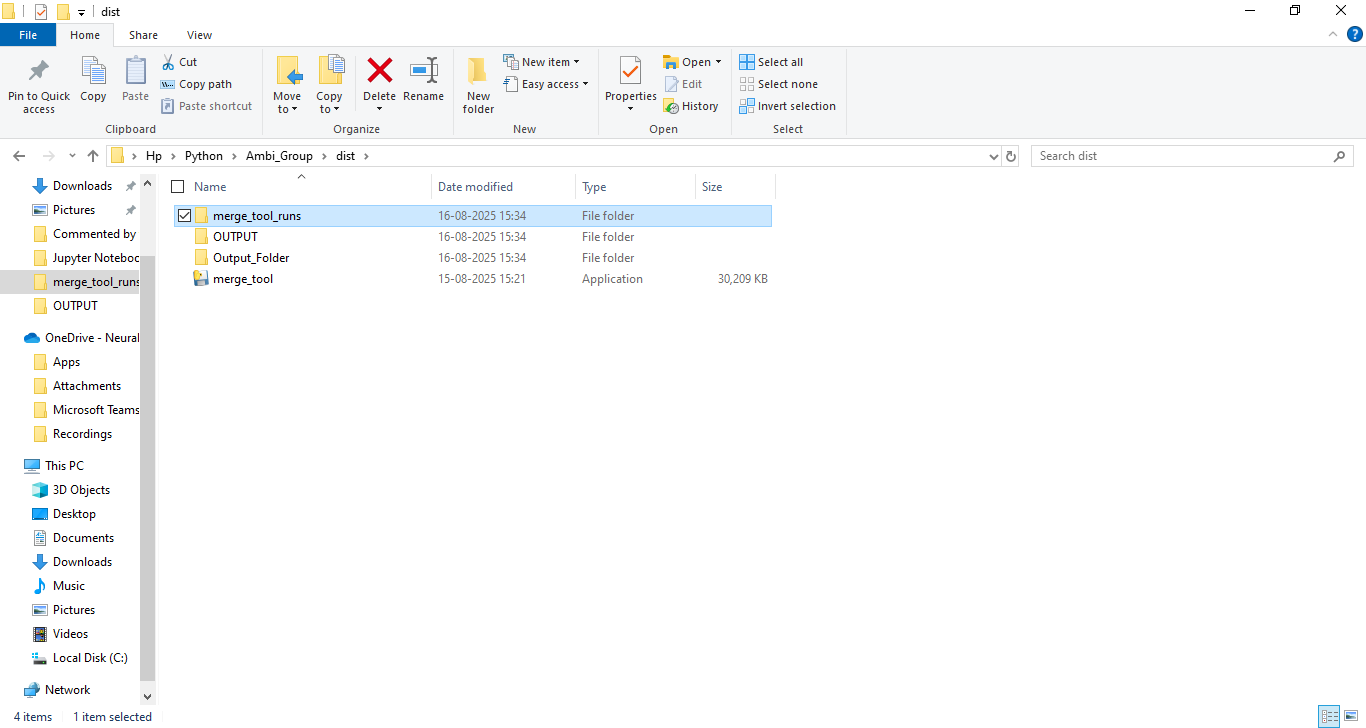 dist
File Home Share View
Pin to Quick access
Copy
Paste
Cut
Copy path
Paste shortcut
Clipboard
Move to
Copy to
Delete
Rename
Organize
New folder
New item
Easy access
New
Properties
Open
Edit
History
Open
Select all
Select none
Invert selection
Select
Hp Python Ambi_Group dist
Search dist
Downloads
Pictures
Commented by
Jupyter Noteboo
merge_tool_runs
OUTPUT
OneDrive - Neural
Apps
Attachments
Microsoft Teams
Recordings
This PC
3D Objects
Desktop
Documents
Downloads
Music
Pictures
Videos
Local Disk (C:)
Network
Name Date modified Type Size
merge_tool_runs 16-08-2025 15:34 File folder
OUTPUT 16-08-2025 15:34 File folder
Output_Folder 16-08-2025 15:34 File folder
merge_tool 15-08-2025 15:21 Application 30,209 KB
4 items 1 item selected